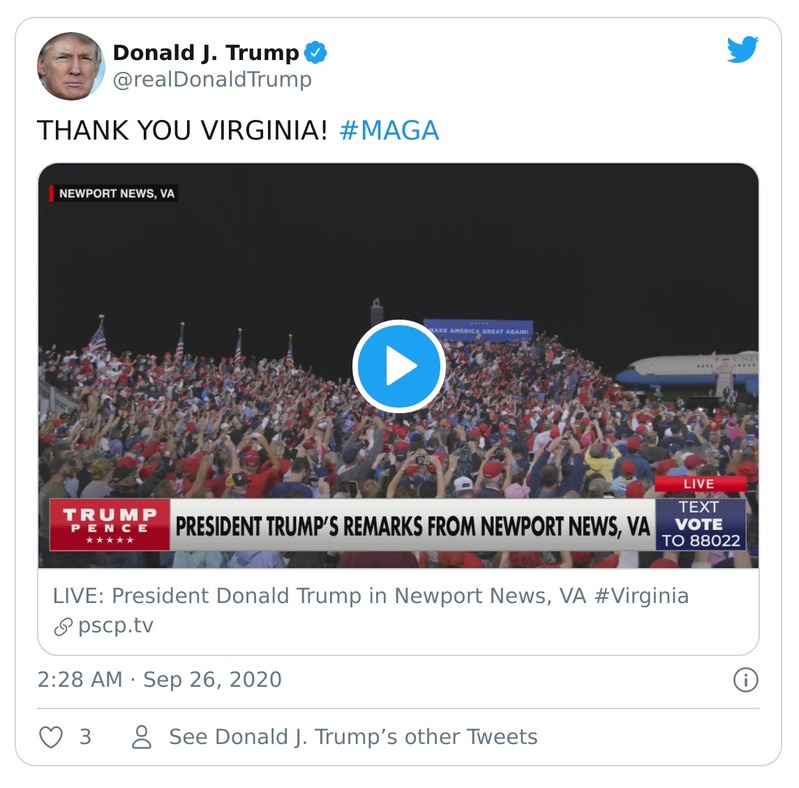 Donald J. Trump
@realDonaldTrump
THANK YOU VIRGINIA! #MAGA
NEWPORT NEWS, VA
MAKE AMERICA GREAT AGAIN!
LIVE
TRUMP
PENCE
PRESIDENT TRUMP'S REMARKS FROM NEWPORT NEWS, VA
TEXT
VOTE
TO 88022
LIVE: President Donald Trump in Newport News, VA #Virginia
pscp.tv
2:28 AM · Sep 26, 2020
3
See Donald J. Trump’s other Tweets